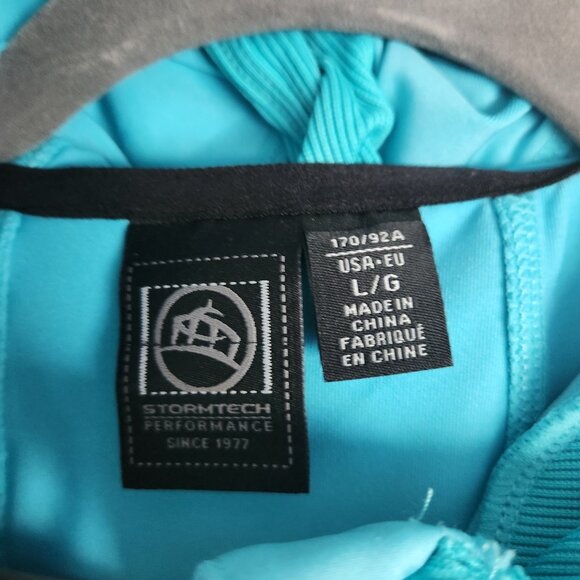 STORMTECH
PERFORMANCE
SINCE 1977
170/92A
USA•EU
L/G
MADE IN
CHINA
FABRIQUÉ
EN CHINE